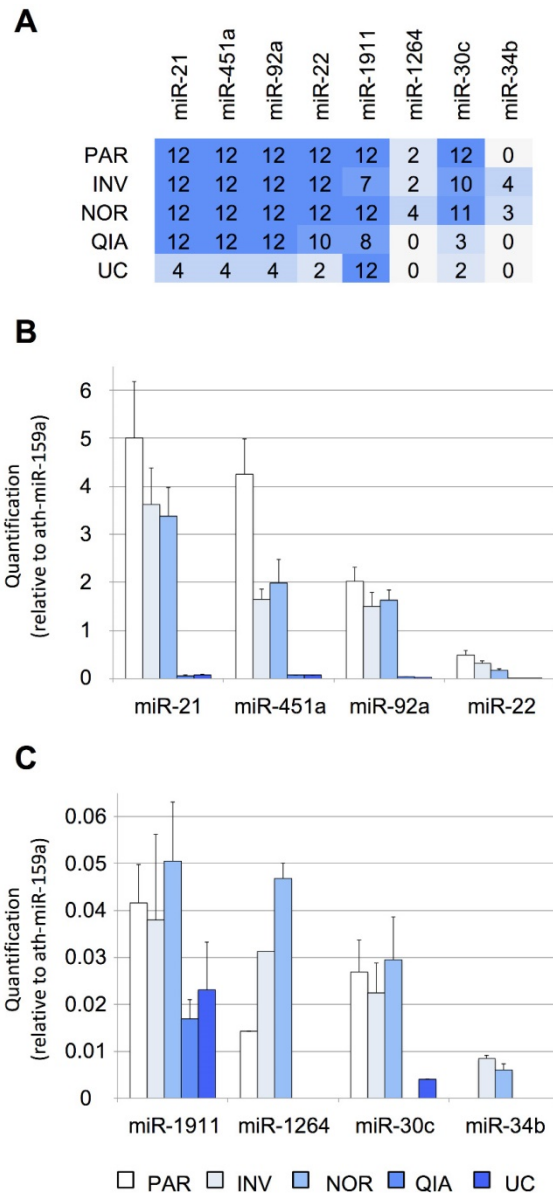 A
miR-21 miR-451a miR-92a miR-22 miR-1911 miR-1264 miR-30c miR-34b
PAR 12 12 12 12 12 2 12 0
INV 12 12 12 12 7 2 10 4
NOR 12 12 12 12 12 4 11 3
QIA 12 12 12 10 8 0 3 0
UC 4 4 4 2 12 0 2 0
B
Quantification
(relative to ath-miR-159a)
6
5
4
3
2
1
0
miR-21 miR-451a miR-92a miR-22
C
Quantification
(relative to ath-miR-159a)
0.06
0.05
0.04
0.03
0.02
0.01
0
miR-1911 miR-1264 miR-30c miR-34b
PAR INV NOR QIA UC